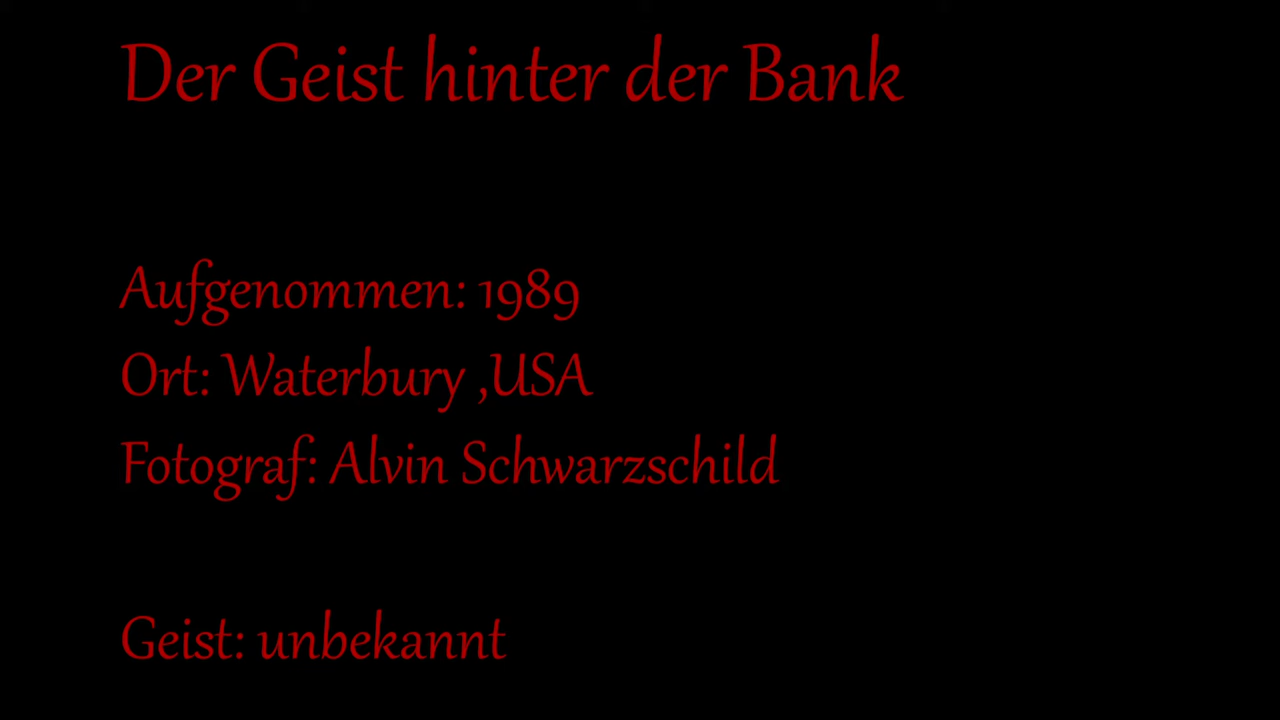 Der Geist hinter der Bank
Aufgenommen: 1989
Ort: Waterbury ,USA
Fotograf: Alvin Schwarzschild
Geist: unbekannt